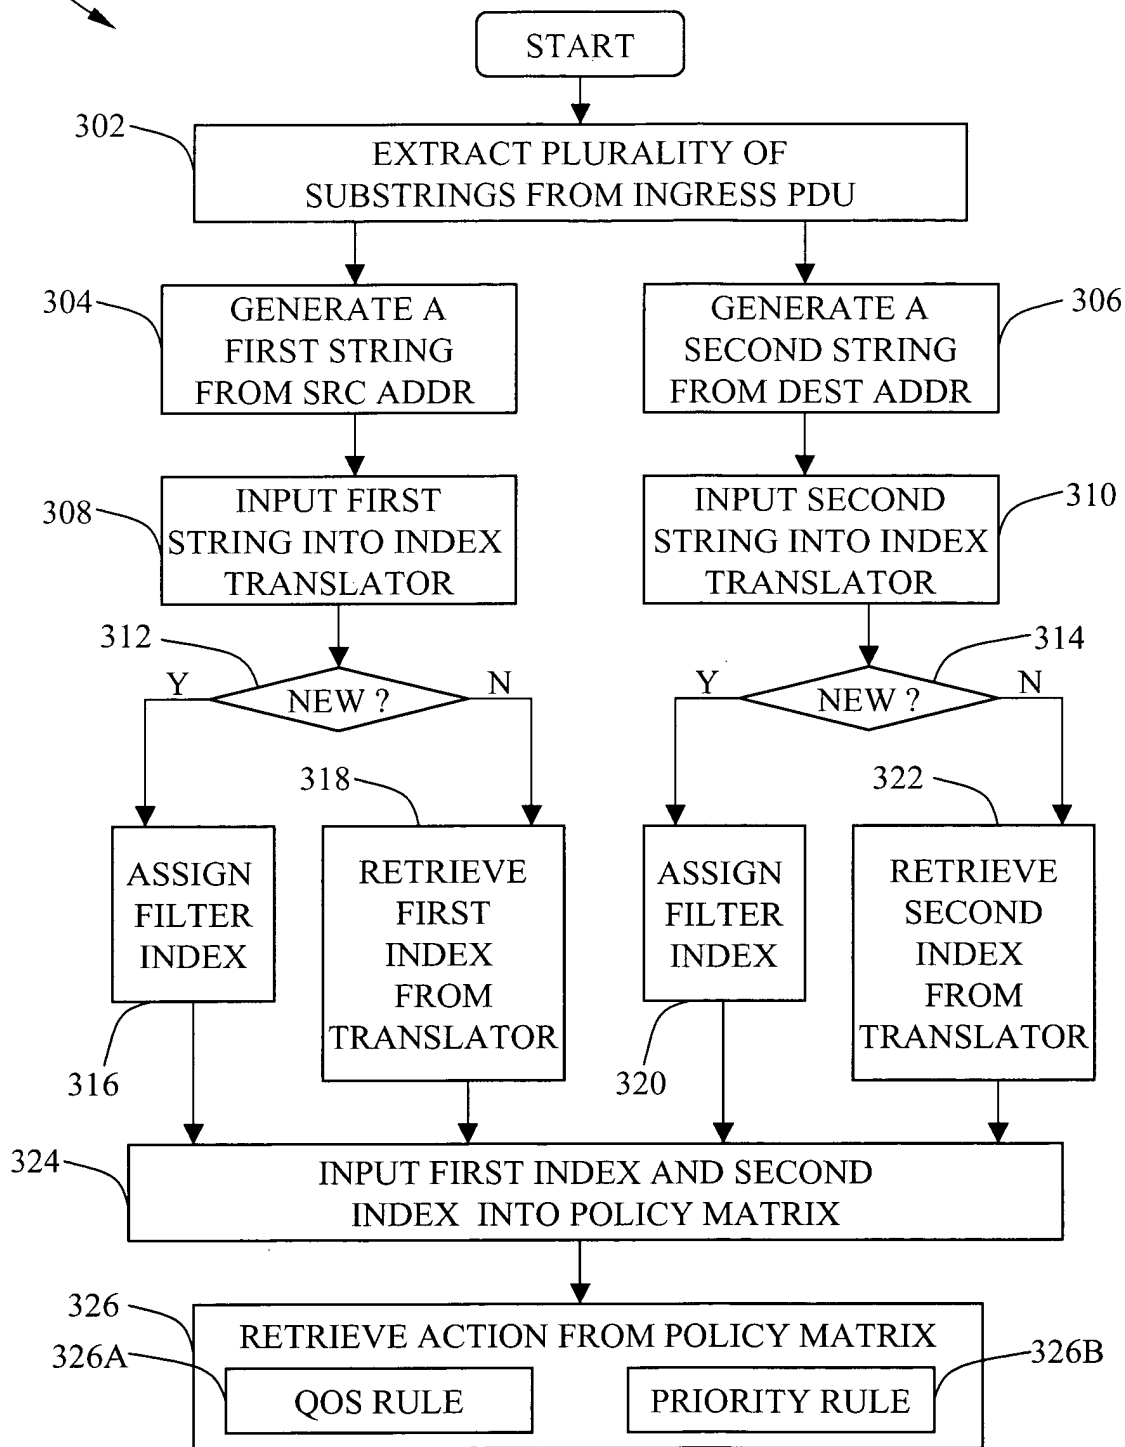 START
302
EXTRACT PLURALITY OF
SUBSTRINGS FROM INGRESS PDU
304
GENERATE A
FIRST STRING
FROM SRC ADDR
GENERATE A
SECOND STRING
FROM DEST ADDR
306
308
INPUT FIRST
STRING INTO INDEX
TRANSLATOR
INPUT SECOND
STRING INTO INDEX
TRANSLATOR
310
312
Y
NEW ?
N
314
Y
NEW ?
N
318
322
ASSIGN
FILTER
INDEX
316
RETRIEVE
FIRST
INDEX
FROM
TRANSLATOR
ASSIGN
FILTER
INDEX
320
RETRIEVE
SECOND
INDEX
FROM
TRANSLATOR
324
INPUT FIRST INDEX AND SECOND
INDEX INTO POLICY MATRIX
326
RETRIEVE ACTION FROM POLICY MATRIX
326A
QOS RULE
PRIORITY RULE
326B